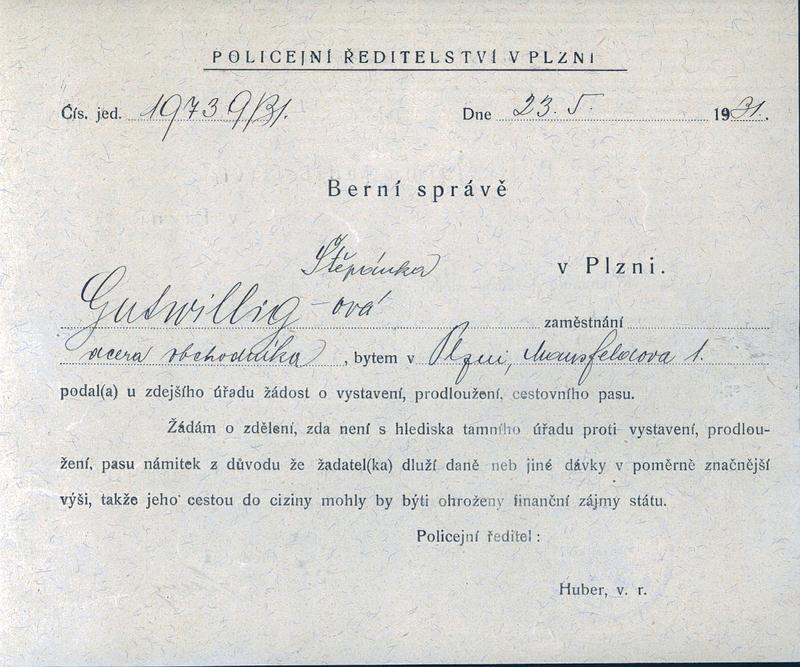 POLICEJNÍ ŘEDITELSTVÍ V PLZNI
Čís. jed. 19739/31. Dne 23. V. 1931.
Berní správě
v Plzni.
Štěpánka
Gutwillig-ová zaměstnání
dcera obchodníka, bytem v Plzni, Mansfeldova 1.
podal(a) u zdejšího úřadu žádost o vystavení, prodloužení, cestovního pasu.
Žádám o zdělení, zda není s hlediska tamního úřadu proti vystavení, prodlou-
žení, pasu námitek z důvodu že žadatel(ka) dluží daně neb jiné dávky v poměrně značnější
výši, takže jeho cestou do ciziny mohly by býti ohroženy finanční zájmy státu.
Policejní ředitel :
Huber, v. r.